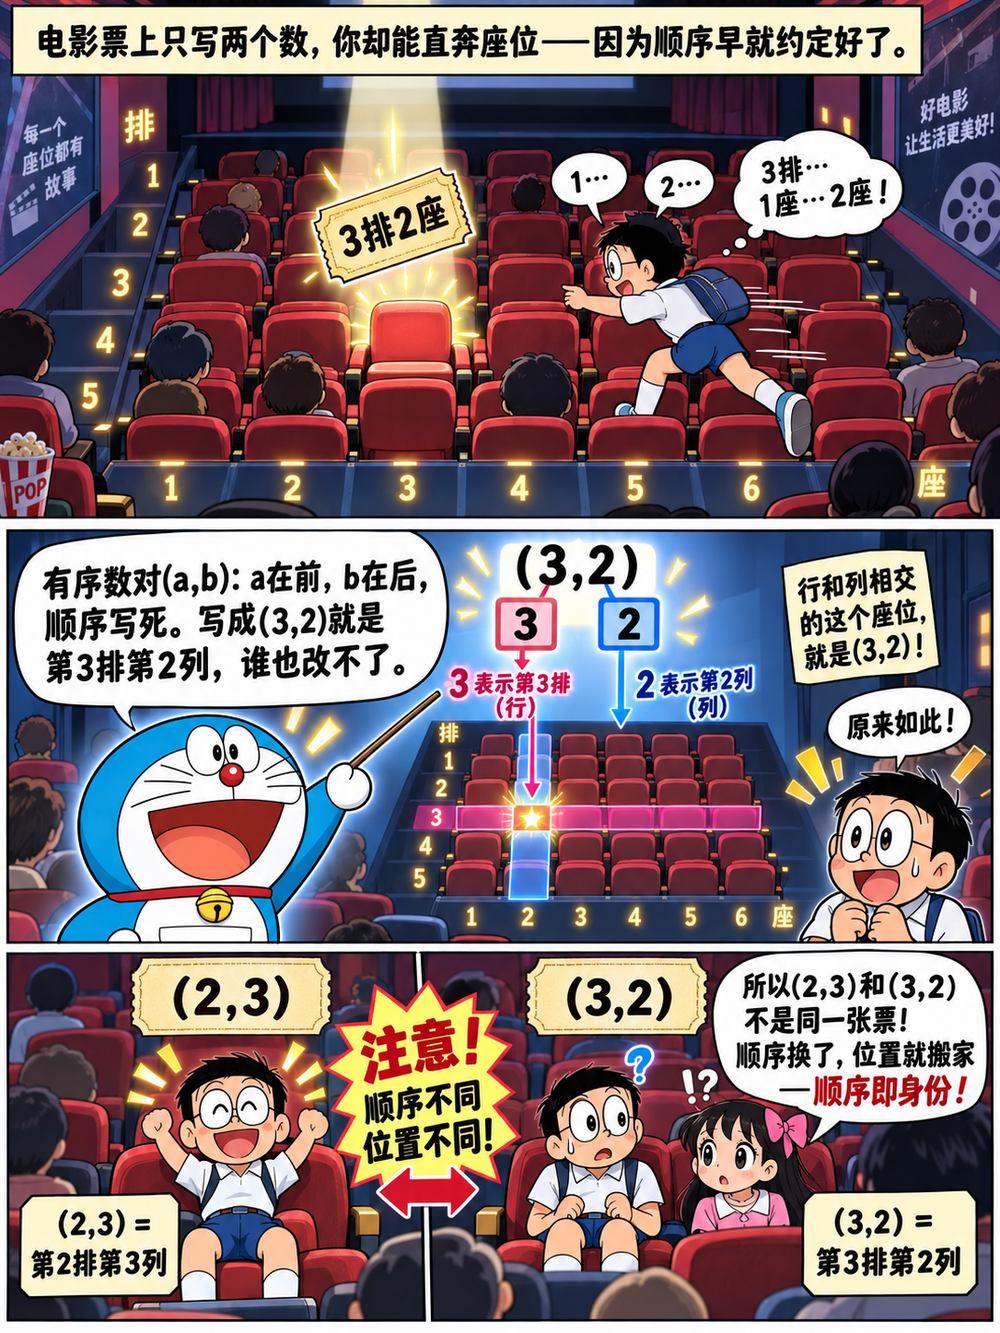 电影票上只写两个数，你却能直奔座位——因为顺序早就约定好了。
每一个
座位都有
故事
好电影
让生活更美好！
排
1
2
3
4
5
3排2座
1…
2…
3排…
1座…2座！
POP
1 2 3 4 5 6 座
有序数对(a,b)：a在前，b在后，
顺序写死。写成(3,2)就是
第3排第2列，谁也改不了。
(3,2)
3 2
3表示第3排
(行)
2表示第2列
(列)
行和列相交
的这个座位，
就是(3,2)！
原来如此！
排
1
2
3
4
5
1 2 3 4 5 6 座
(2,3)
注意！
顺序不同
位置不同！
(2,3) =
第2排第3列
(3,2)
?
!?
所以(2,3)和(3,2)
不是同一张票！
顺序换了，位置就搬家
—顺序即身份！
(3,2) =
第3排第2列